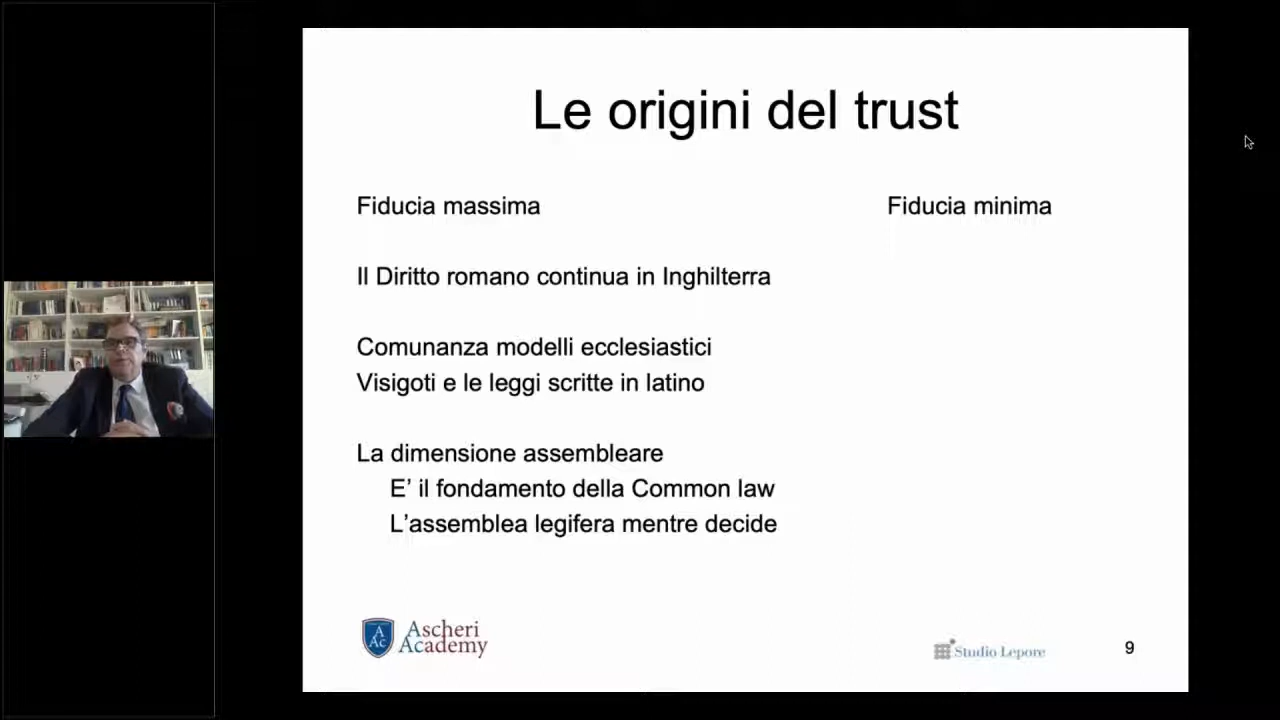 Le origini del trust
Fiducia massima
Fiducia minima
Il Diritto romano continua in Inghilterra
Comunanza modelli ecclesiastici
Visigoti e le leggi scritte in latino
La dimensione assembleare
E’ il fondamento della Common law
L’assemblea legifera mentre decide
A
Ac
Ascheri
Academy
Studio Lepore
9